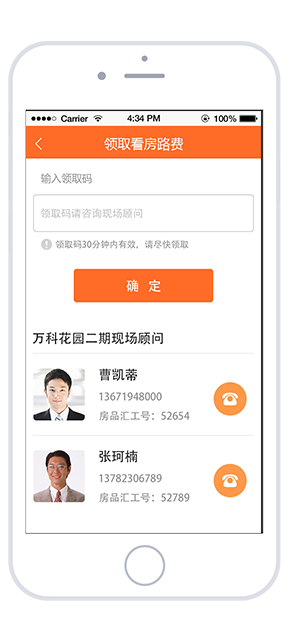 ●●●●○ Carrier 4:34 PM 100%
领取看房路费
输入领取码
领取码请咨询现场顾问
领取码30分钟内有效，请尽快领取
确 定
万科花园二期现场顾问
曹凯蒂
13671948000
房品汇工号：52654
张珂楠
13782306789
房品汇工号：52789